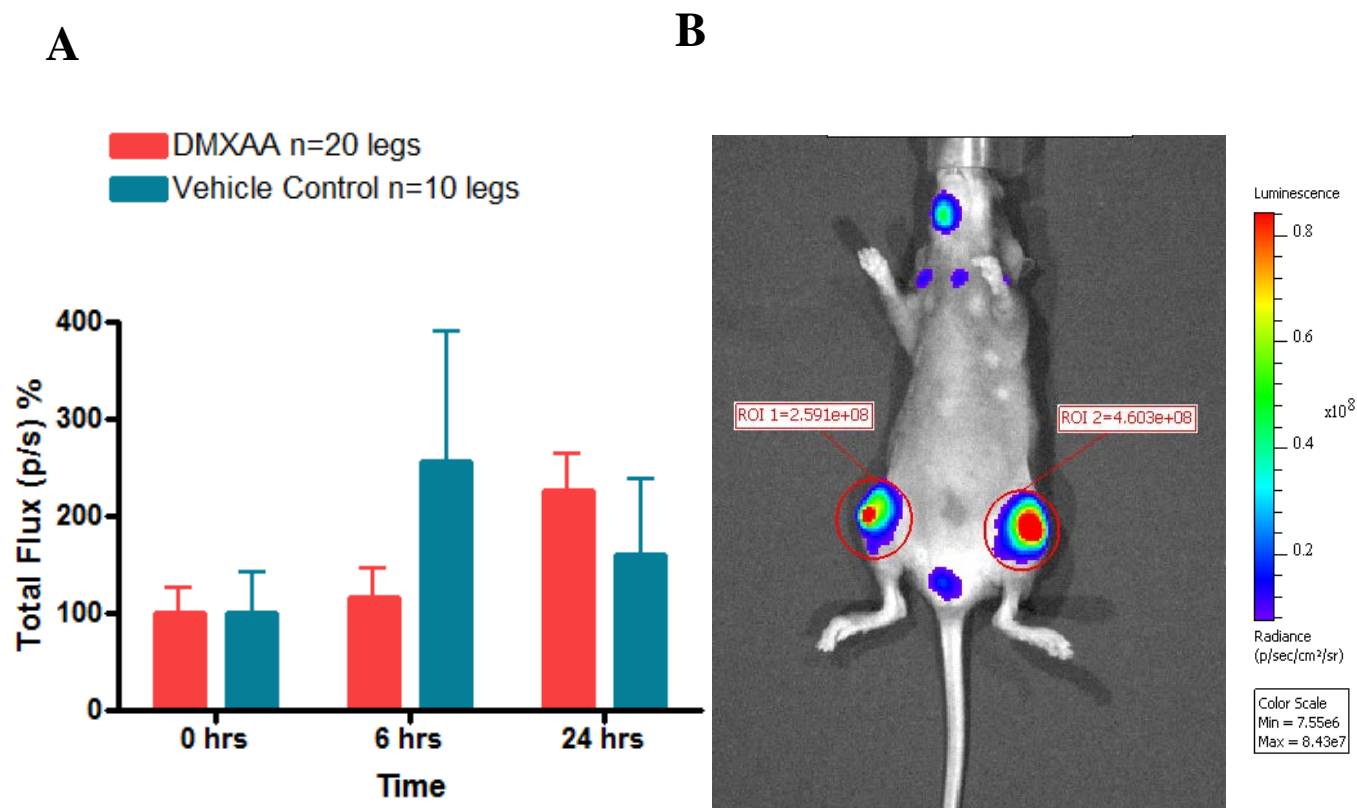 A
B
DMXAA n=20 legs
Vehicle Control n=10 legs
400
300
200
100
0
Total Flux (p/s) %
0 hrs
6 hrs
24 hrs
Time
ROI 1=2.591e+08
ROI 2=4.603e+08
Luminescence
0.8
0.6
0.4
0.2
x10⁸
Radiance
(p/sec/cm²/sr)
Color Scale
Min = 7.55e6
Max = 8.43e7